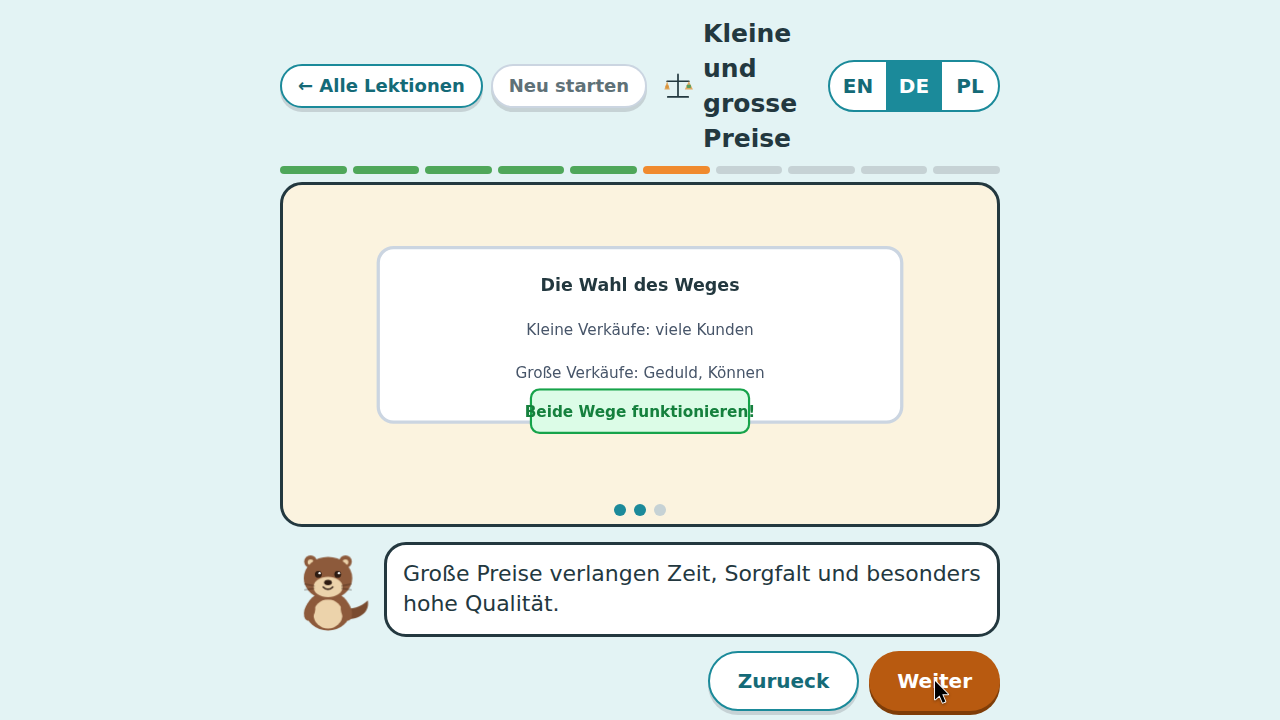 ← Alle Lektionen
Neu starten
Kleine
und
grosse
Preise
EN
DE
PL
Die Wahl des Weges
Kleine Verkäufe: viele Kunden
Große Verkäufe: Geduld, Können
Beide Wege funktionieren!
Große Preise verlangen Zeit, Sorgfalt und besonders
hohe Qualität.
Zurueck
Weiter